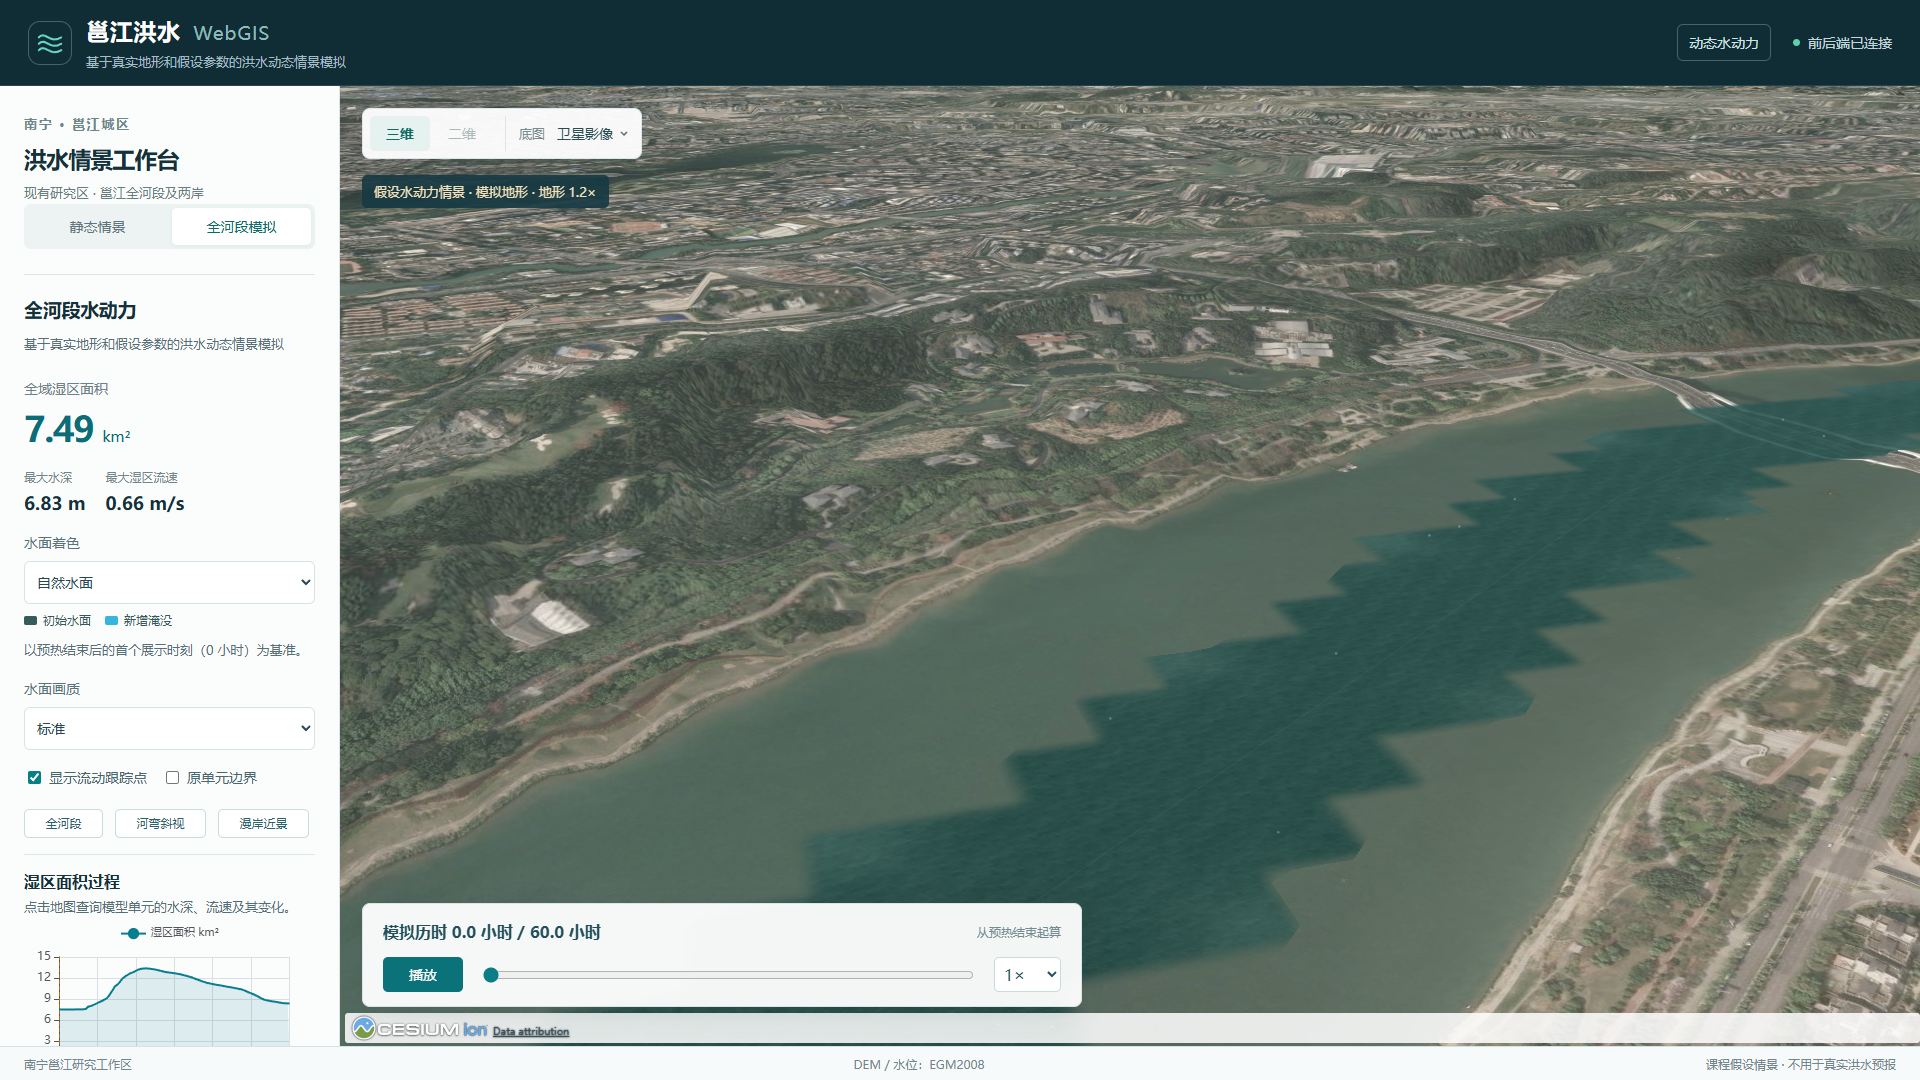 邕江洪水 WebGIS
基于真实地形和假设参数的洪水动态情景模拟
动态水动力
前后端已连接
南宁 • 邕江城区
洪水情景工作台
现有研究区 · 邕江全河段及两岸
静态情景
全河段模拟
全河段水动力
基于真实地形和假设参数的洪水动态情景模拟
全域湿区面积
7.49 km²
最大水深 最大湿区流速
6.83 m 0.66 m/s
水面着色
自然水面
初始水面 新增淹没
以预热结束后的首个展示时刻（0 小时）为基准。
水面画质
标准
显示流动跟踪点 原单元边界
全河段 河弯斜视 漫岸近景
湿区面积过程
点击地图查询模型单元的水深、流速及其变化。
湿区面积 km²
15
12
9
6
3
三维 二维 底图 卫星影像
假设水动力情景 · 模拟地形 · 地形 1.2×
模拟历时 0.0 小时 / 60.0 小时
从预热结束起算
播放
1×
CESIUM ion Data attribution
南宁邕江研究工作区
DEM / 水位：EGM2008
课程假设情景 · 不用于真实洪水预报